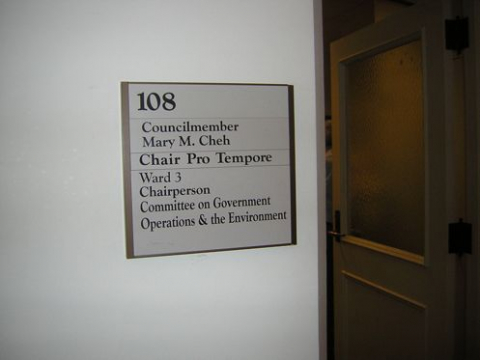 108
Councilmember
Mary M. Cheh
Chair Pro Tempore
Ward 3
Chairperson
Committee on Government
Operations & the Environment